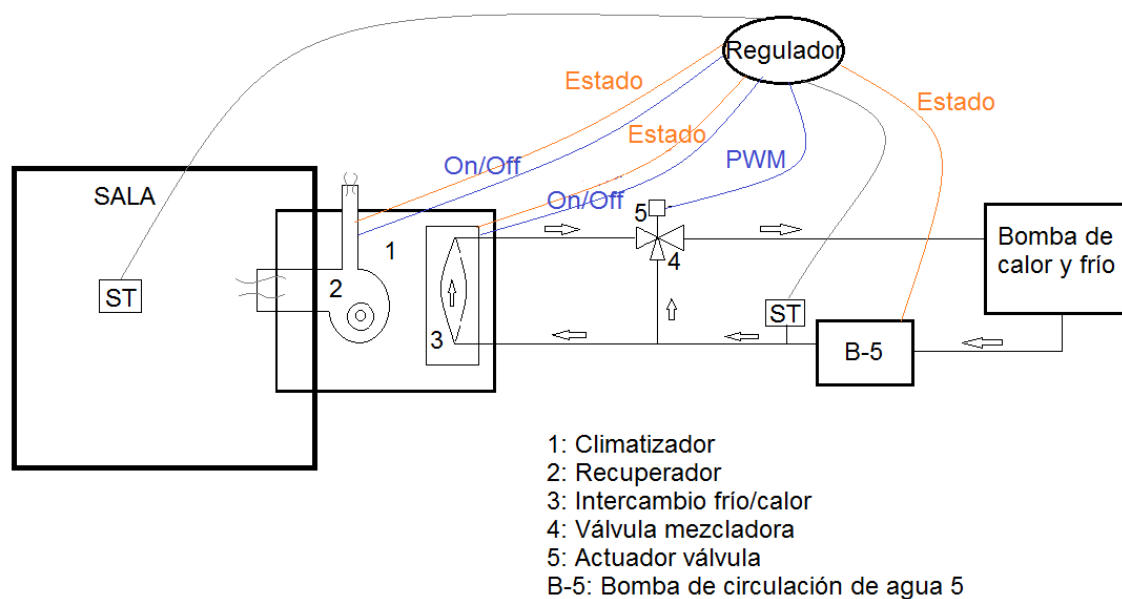 Regulador
Estado
Estado
Estado
On/Off
PWM
On/Off
SALA
5
1
4
Bomba de
calor y frío
2
ST
ST
3
B-5
1: Climatizador
2: Recuperador
3: Intercambio frío/calor
4: Válvula mezcladora
5: Actuador válvula
B-5: Bomba de circulación de agua 5